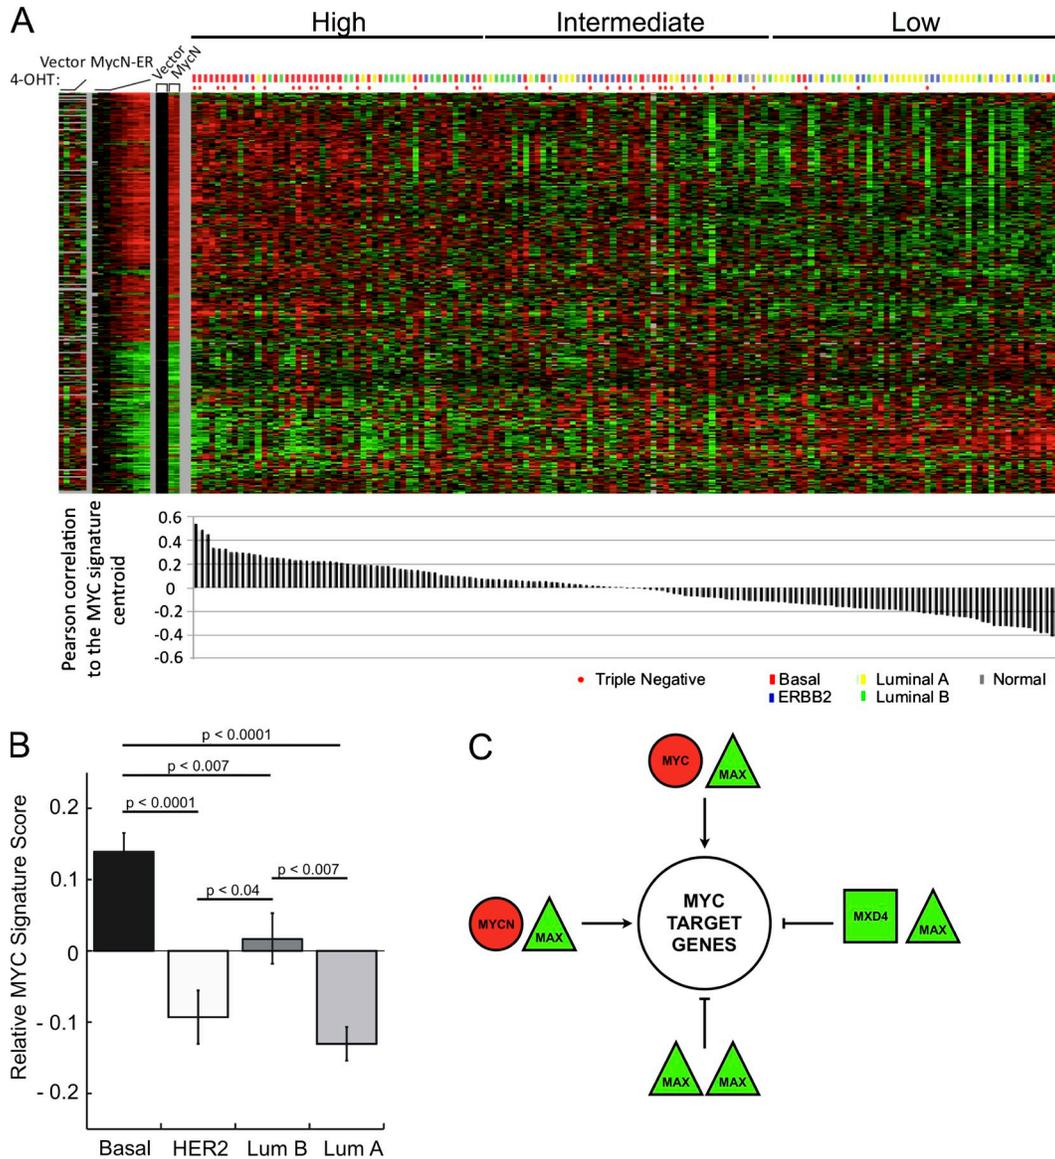 A
High Intermediate Low
Vector MycN-ER Vector MycN
4-OHT:
Pearson correlation
to the MYC signature
centroid
0.6
0.4
0.2
0
-0.2
-0.4
-0.6
Triple Negative Basal Luminal A Normal
ERBB2 Luminal B
B
p < 0.0001
p < 0.007
p < 0.0001
p < 0.007
p < 0.04
Relative MYC Signature Score
0.2
0.1
0
- 0.1
- 0.2
Basal HER2 Lum B Lum A
C
MYC MAX
MYCN MAX
MYC
TARGET
GENES
MXD4 MAX
MAX MAX